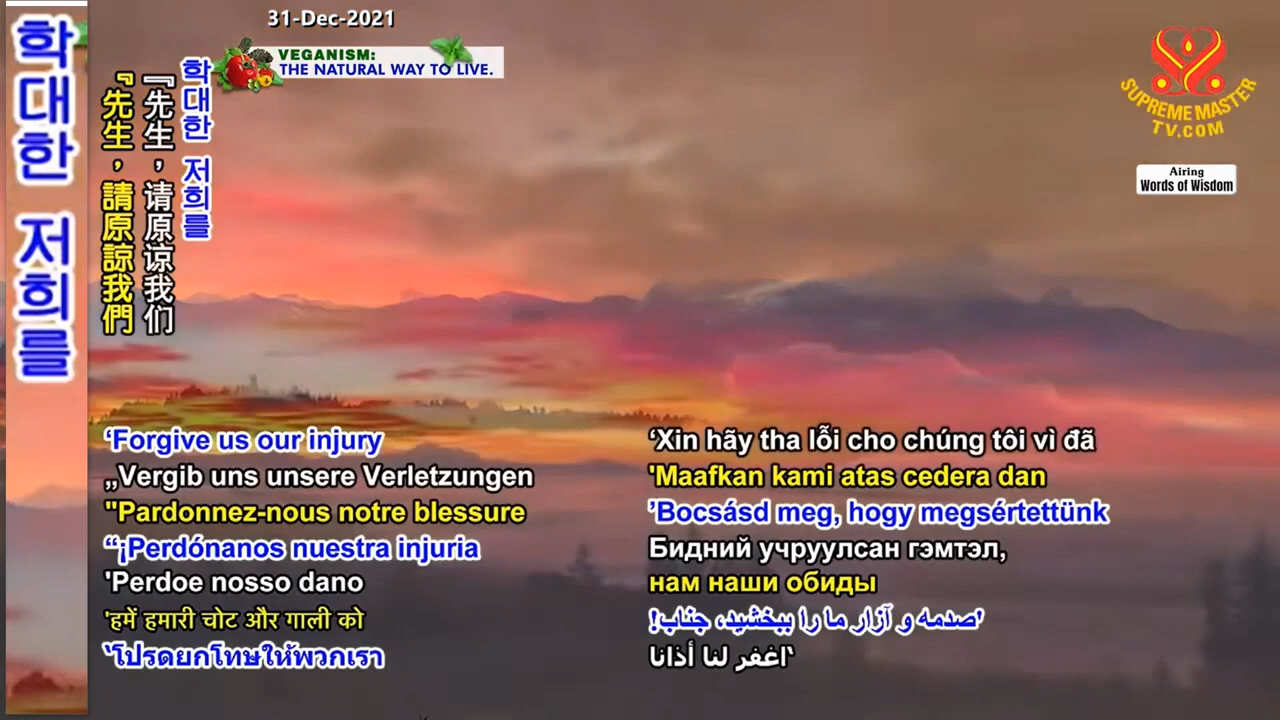 31-Dec-2021
VEGANISM:
THE NATURAL WAY TO LIVE.
SUPREME MASTER
TV.COM
Airing
Words of Wisdom
학대한 저희를
학대한 저희를
『先生，请原谅我们
『先生，請原諒我們
‘Forgive us our injury
„Vergib uns unsere Verletzungen
"Pardonnez-nous notre blessure
“¡Perdónanos nuestra injuria
'Perdoe nosso dano
'हमें हमारी चोट और गाली को
‘โปรดยกโทษให้พวกเรา
‘Xin hãy tha lỗi cho chúng tôi vì đã
'Maafkan kami atas cedera dan
’Bocsásd meg, hogy megsértettünk
Бидний учруулсан гэмтэл,
нам наши обиды
'صدمه و آزار ما را ببخشید، جناب!
‘اغفر لنا أذانا